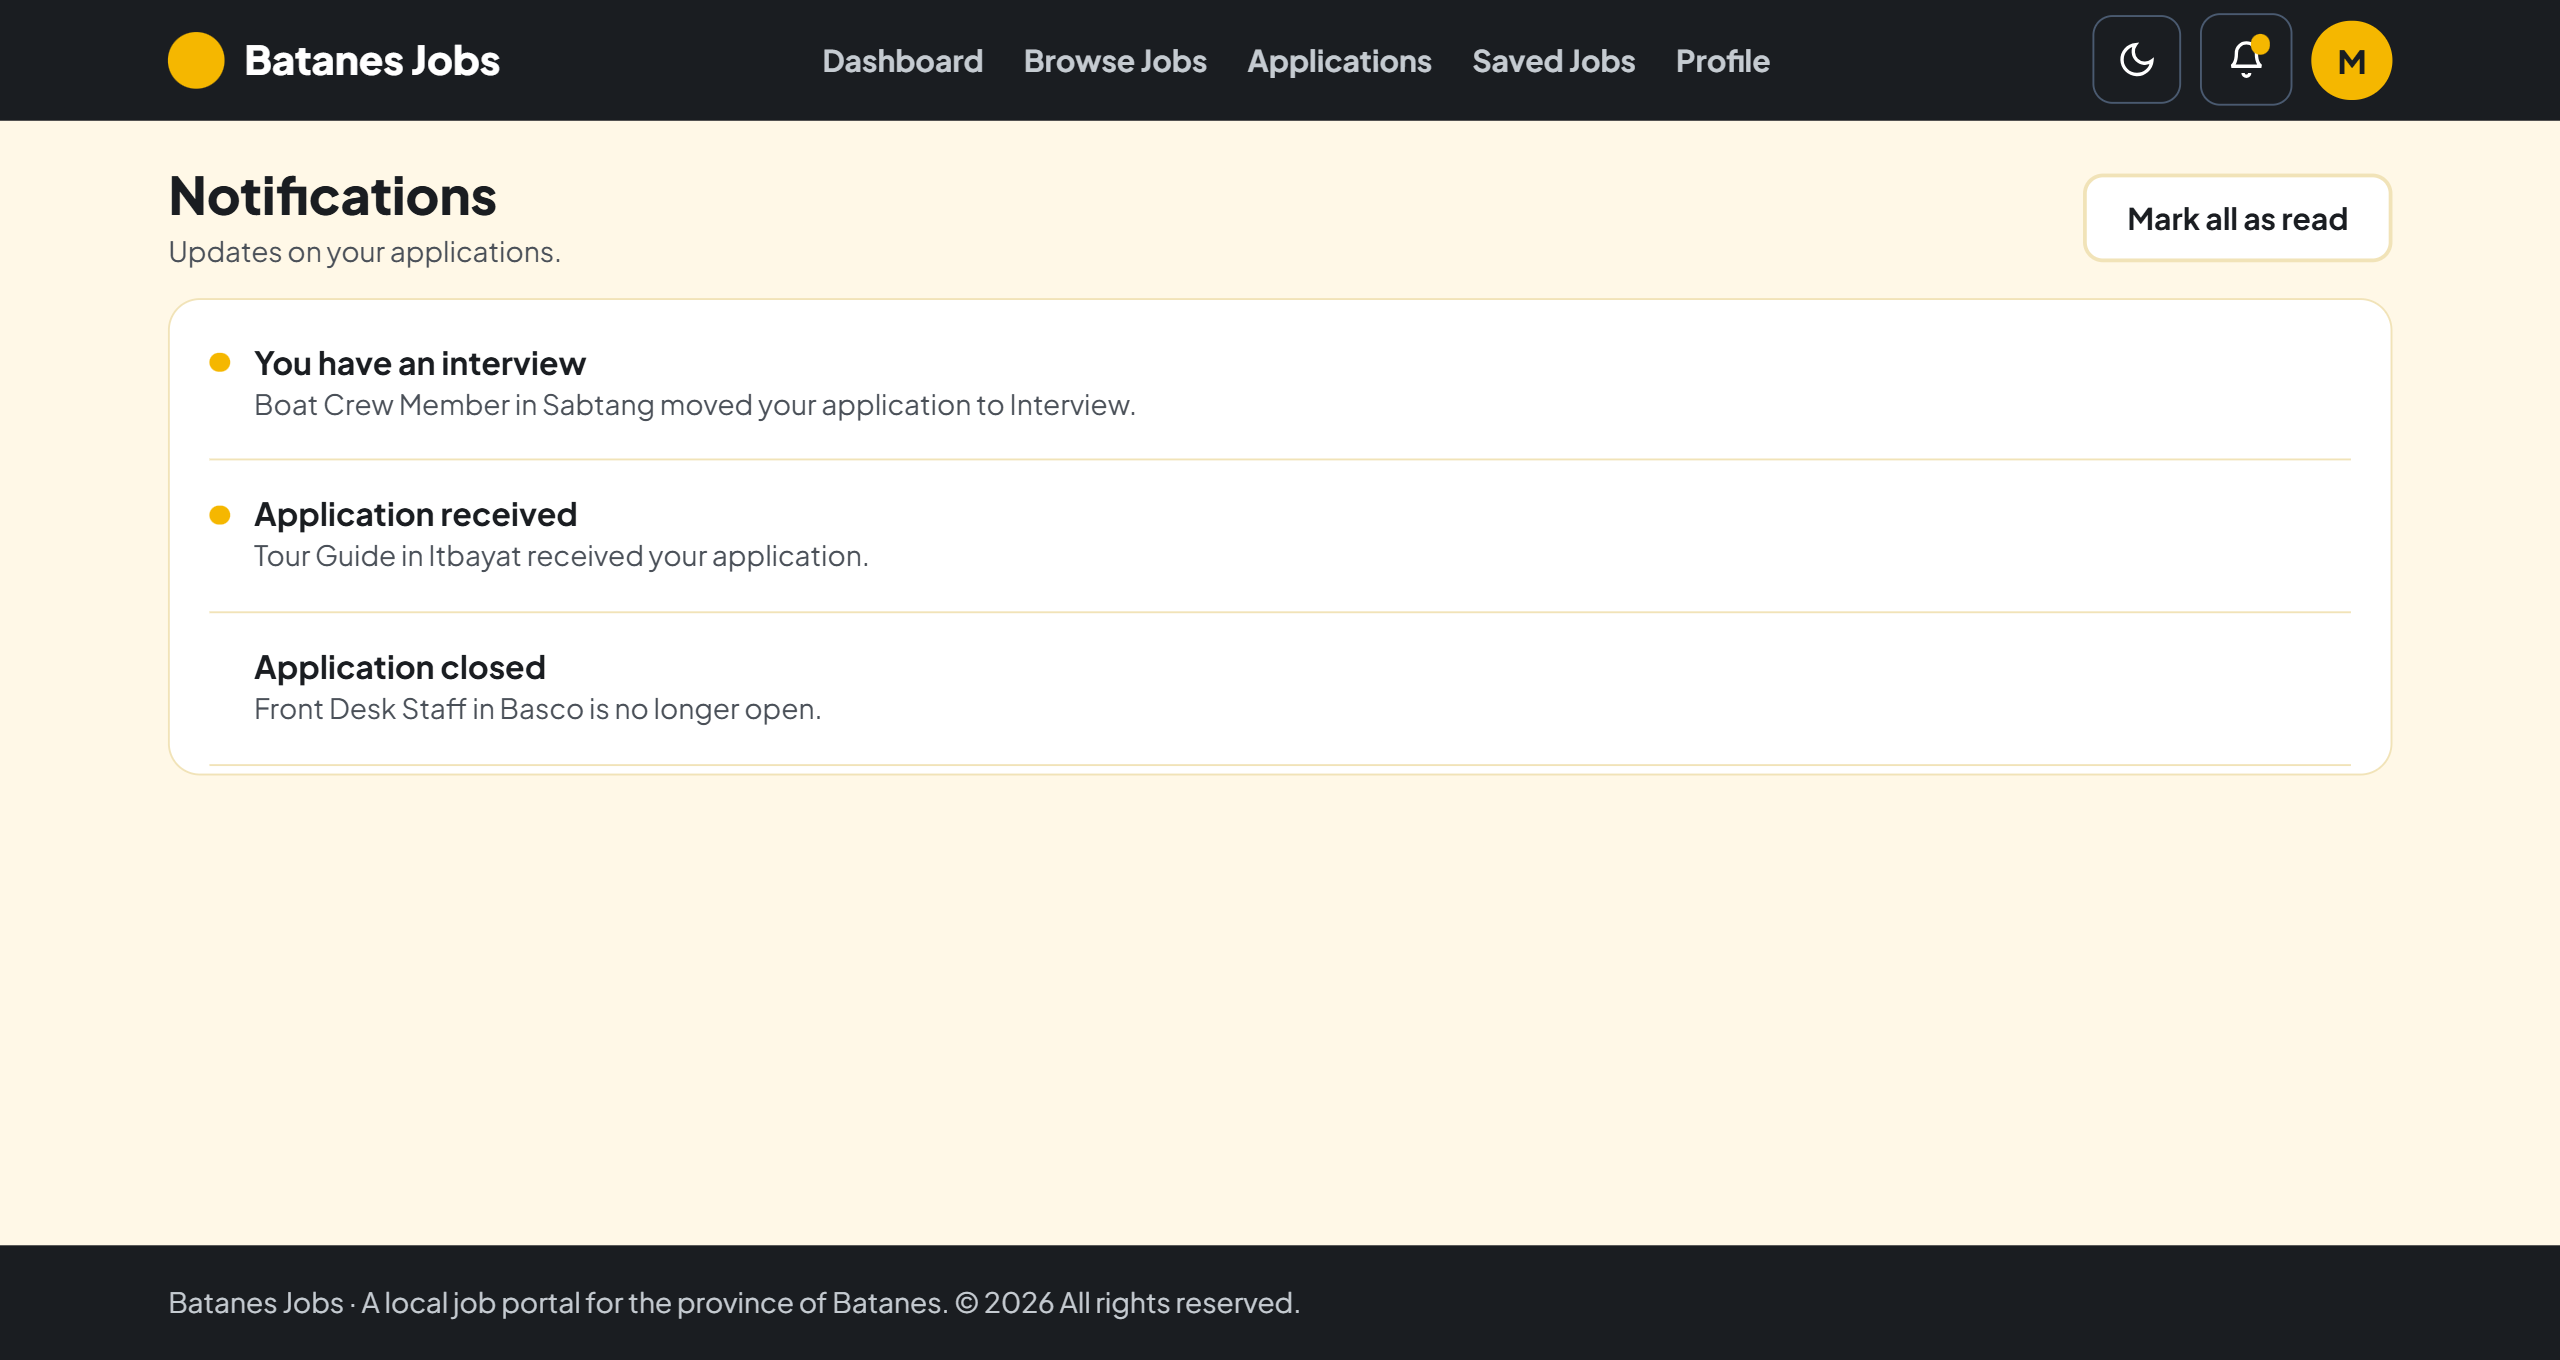 Batanes Jobs
Dashboard Browse Jobs Applications Saved Jobs Profile
M
Notifications
Updates on your applications.
Mark all as read
You have an interview
Boat Crew Member in Sabtang moved your application to Interview.
Application received
Tour Guide in Itbayat received your application.
Application closed
Front Desk Staff in Basco is no longer open.
Batanes Jobs · A local job portal for the province of Batanes. © 2026 All rights reserved.